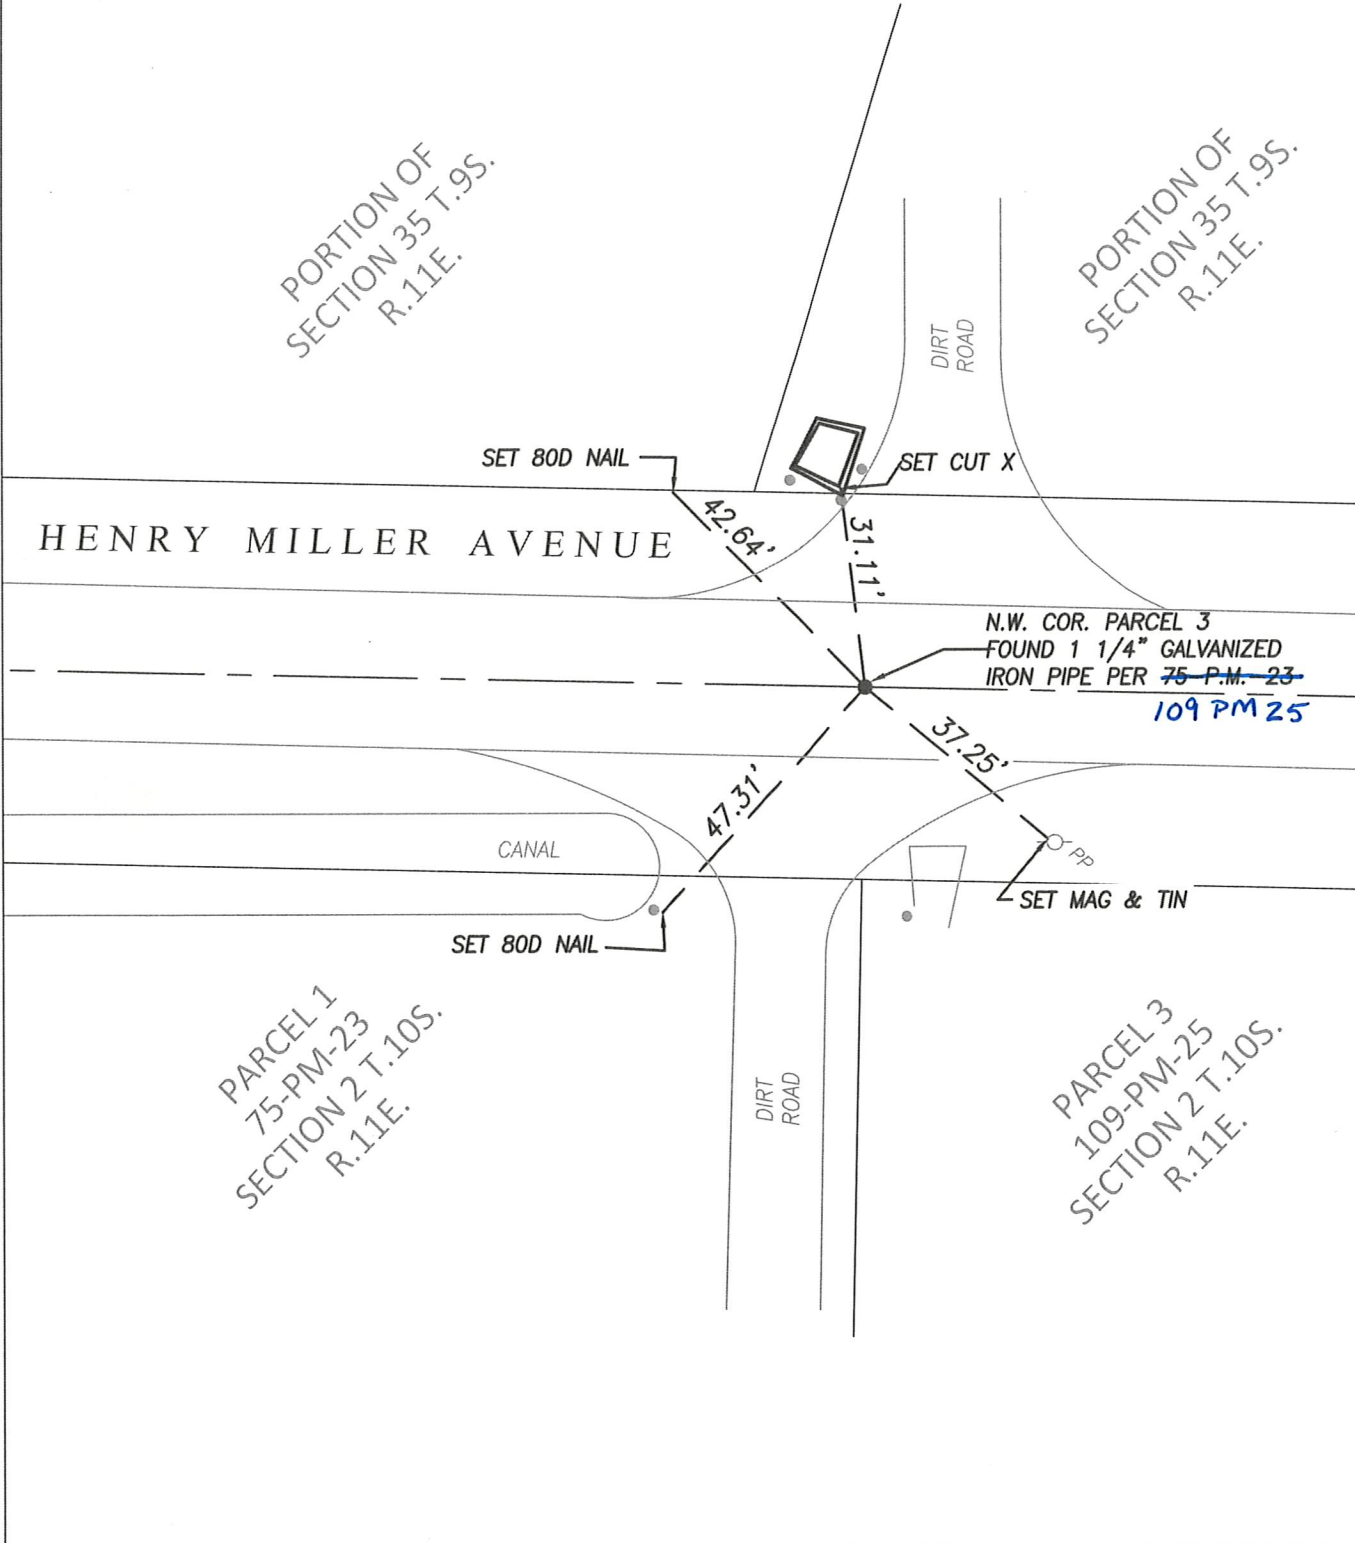 PORTION OF
SECTION 35 T.9S.
R.11E.
PORTION OF
SECTION 35 T.9S.
R.11E.
DIRT
ROAD
SET 80D NAIL
SET CUT X
HENRY MILLER AVENUE
42.64'
31.11'
N.W. COR. PARCEL 3
FOUND 1 1/4" GALVANIZED
IRON PIPE PER 75-P.M.-23
109 PM 25
37.25'
47.31'
CANAL
PP
SET MAG & TIN
SET 80D NAIL
PARCEL 1
75-PM-23
SECTION 2 T.10S.
R.11E.
DIRT
ROAD
PARCEL 3
109-PM-25
SECTION 2 T.10S.
R.11E.